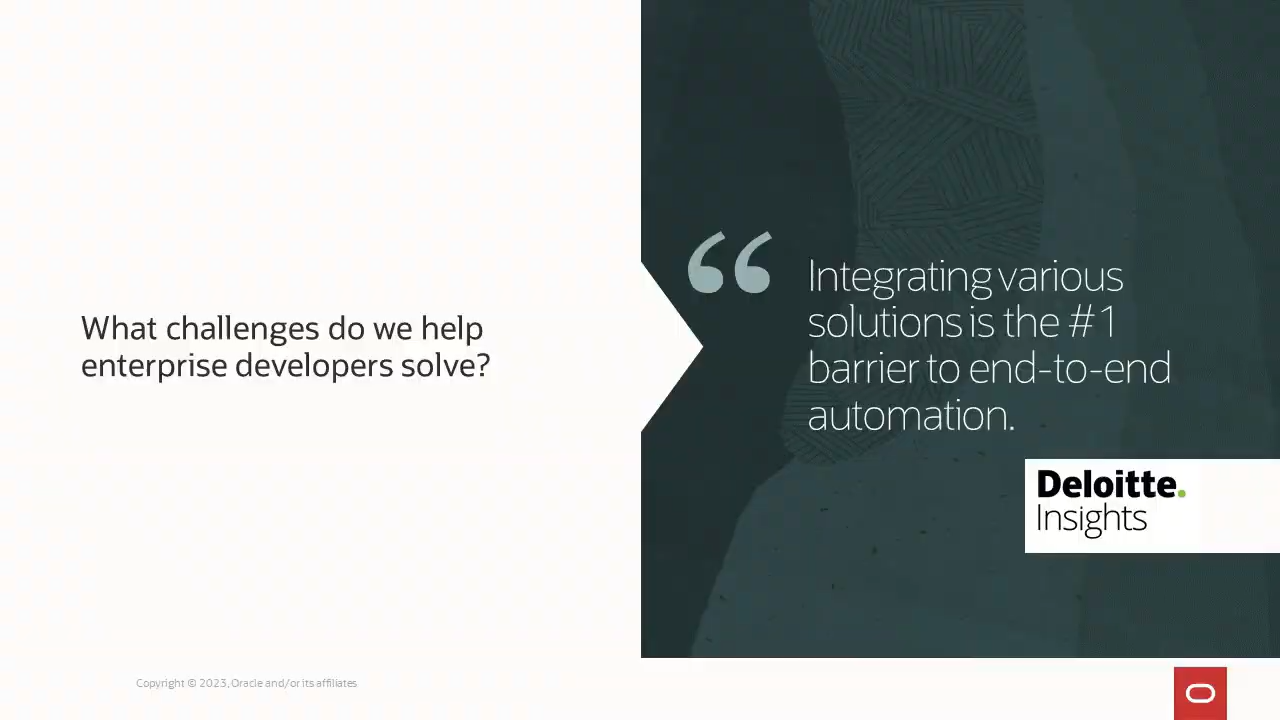 What challenges do we help
enterprise developers solve?
“
Integrating various
solutions is the #1
barrier to end-to-end
automation.
Deloitte.
Insights
Copyright © 2023, Oracle and/or its affiliates